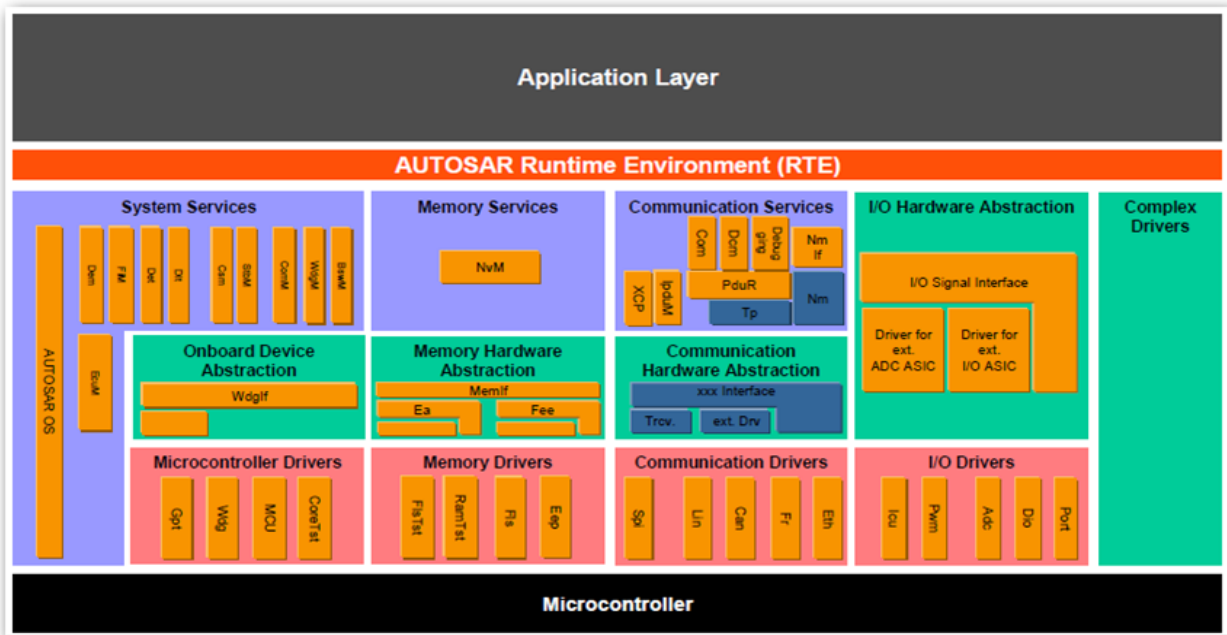 Application Layer
AUTOSAR Runtime Environment (RTE)
System Services
AUTOSAR OS
Dem
FiM
Det
Dlt
Csm
StbM
ComM
WdgM
BswM
EcuM
Memory Services
NvM
Communication Services
XCP
IpduM
Com
Dcm
Debug
ging
Nm
If
PduR
Tp
Nm
I/O Hardware Abstraction
I/O Signal Interface
Driver for
ext.
ADC ASIC
Driver for
ext.
I/O ASIC
Complex
Drivers
Onboard Device
Abstraction
WdgIf
Memory Hardware
Abstraction
MemIf
Ea
Fee
Communication
Hardware Abstraction
xxx Interface
Trcv.
ext. Drv
Microcontroller Drivers
Gpt
Wdg
MCU
CoreTst
Memory Drivers
FlsTst
RamTst
Fls
Eep
Communication Drivers
Spi
Lin
Can
Fr
Eth
I/O Drivers
Icu
Pwm
Adc
Dio
Port
Microcontroller